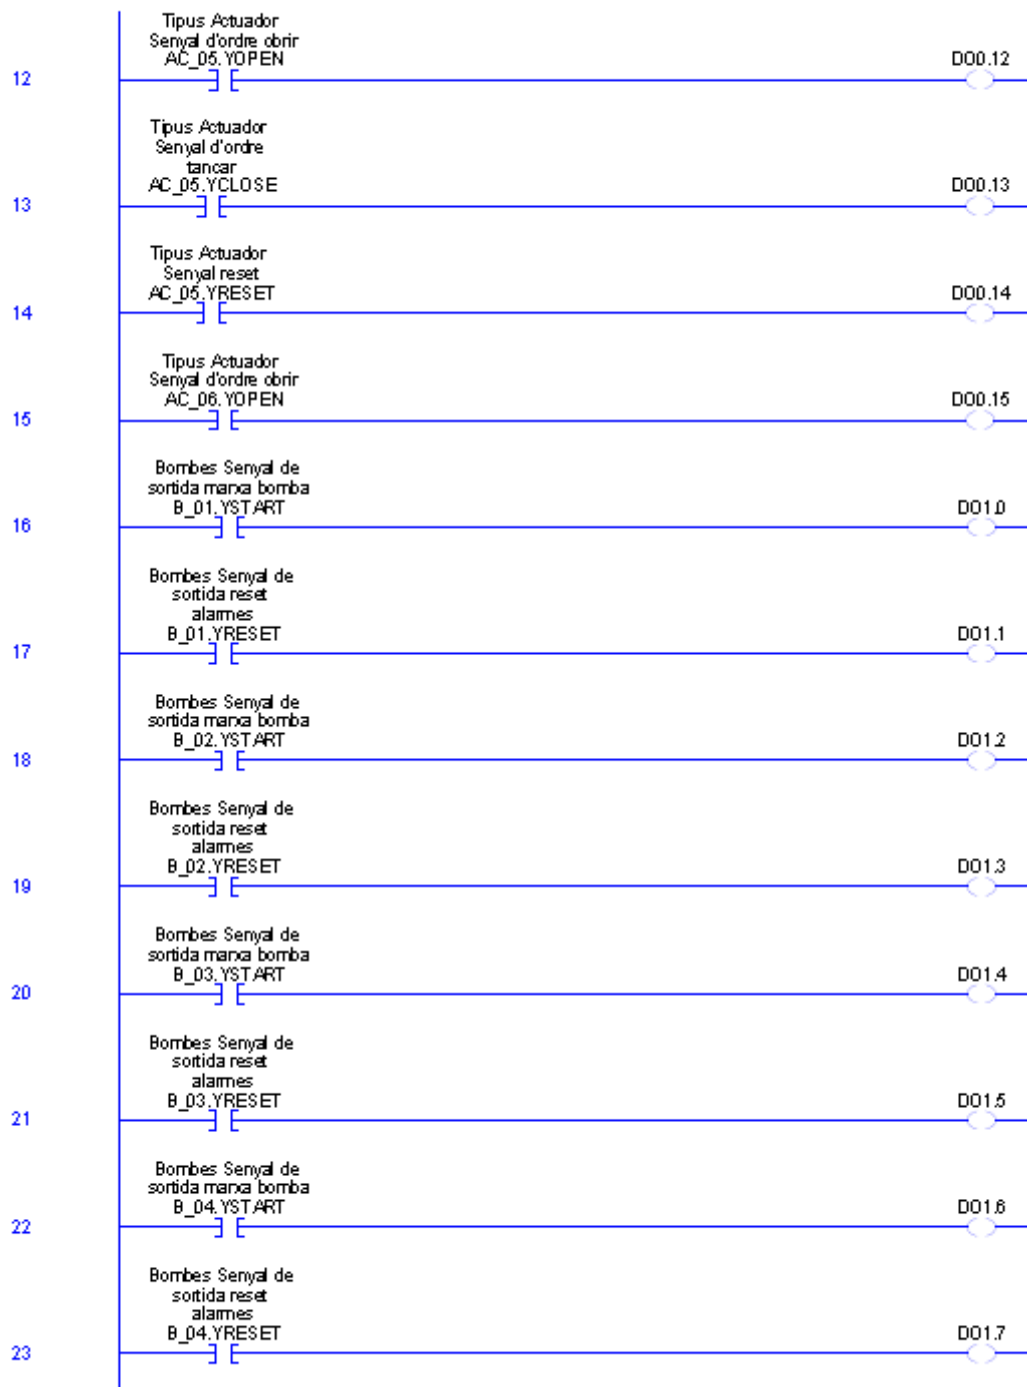 Tipus Actuador
Senyal d'ordre obrir
AC_05.YOPEN
DO0.12
12
Tipus Actuador
Senyal d'ordre
tancar
AC_05.YCLOSE
DO0.13
13
Tipus Actuador
Senyal reset
AC_05.YRESET
DO0.14
14
Tipus Actuador
Senyal d'ordre obrir
AC_06.YOPEN
DO0.15
15
Bombes Senyal de
sortida marxa bomba
B_01.YSTART
DO1.0
16
Bombes Senyal de
sortida reset
alarmes
B_01.YRESET
DO1.1
17
Bombes Senyal de
sortida marxa bomba
B_02.YSTART
DO1.2
18
Bombes Senyal de
sortida reset
alarmes
B_02.YRESET
DO1.3
19
Bombes Senyal de
sortida marxa bomba
B_03.YSTART
DO1.4
20
Bombes Senyal de
sortida reset
alarmes
B_03.YRESET
DO1.5
21
Bombes Senyal de
sortida marxa bomba
B_04.YSTART
DO1.6
22
Bombes Senyal de
sortida reset
alarmes
B_04.YRESET
DO1.7
23